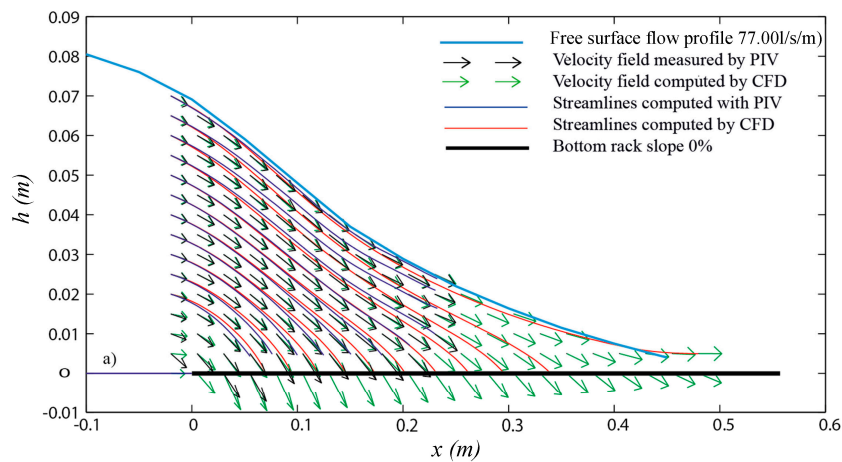 0.09
0.08
0.07
0.06
0.05
0.04
0.03
0.02
0.01
O
-0.01
h (m)
Free surface flow profile 77.00l/s/m)
Velocity field measured by PIV
Velocity field computed by CFD
Streamlines computed with PIV
Streamlines computed by CFD
Bottom rack slope 0%
a)
-0.1 0 0.1 0.2 0.3 0.4 0.5 0.6
x (m)